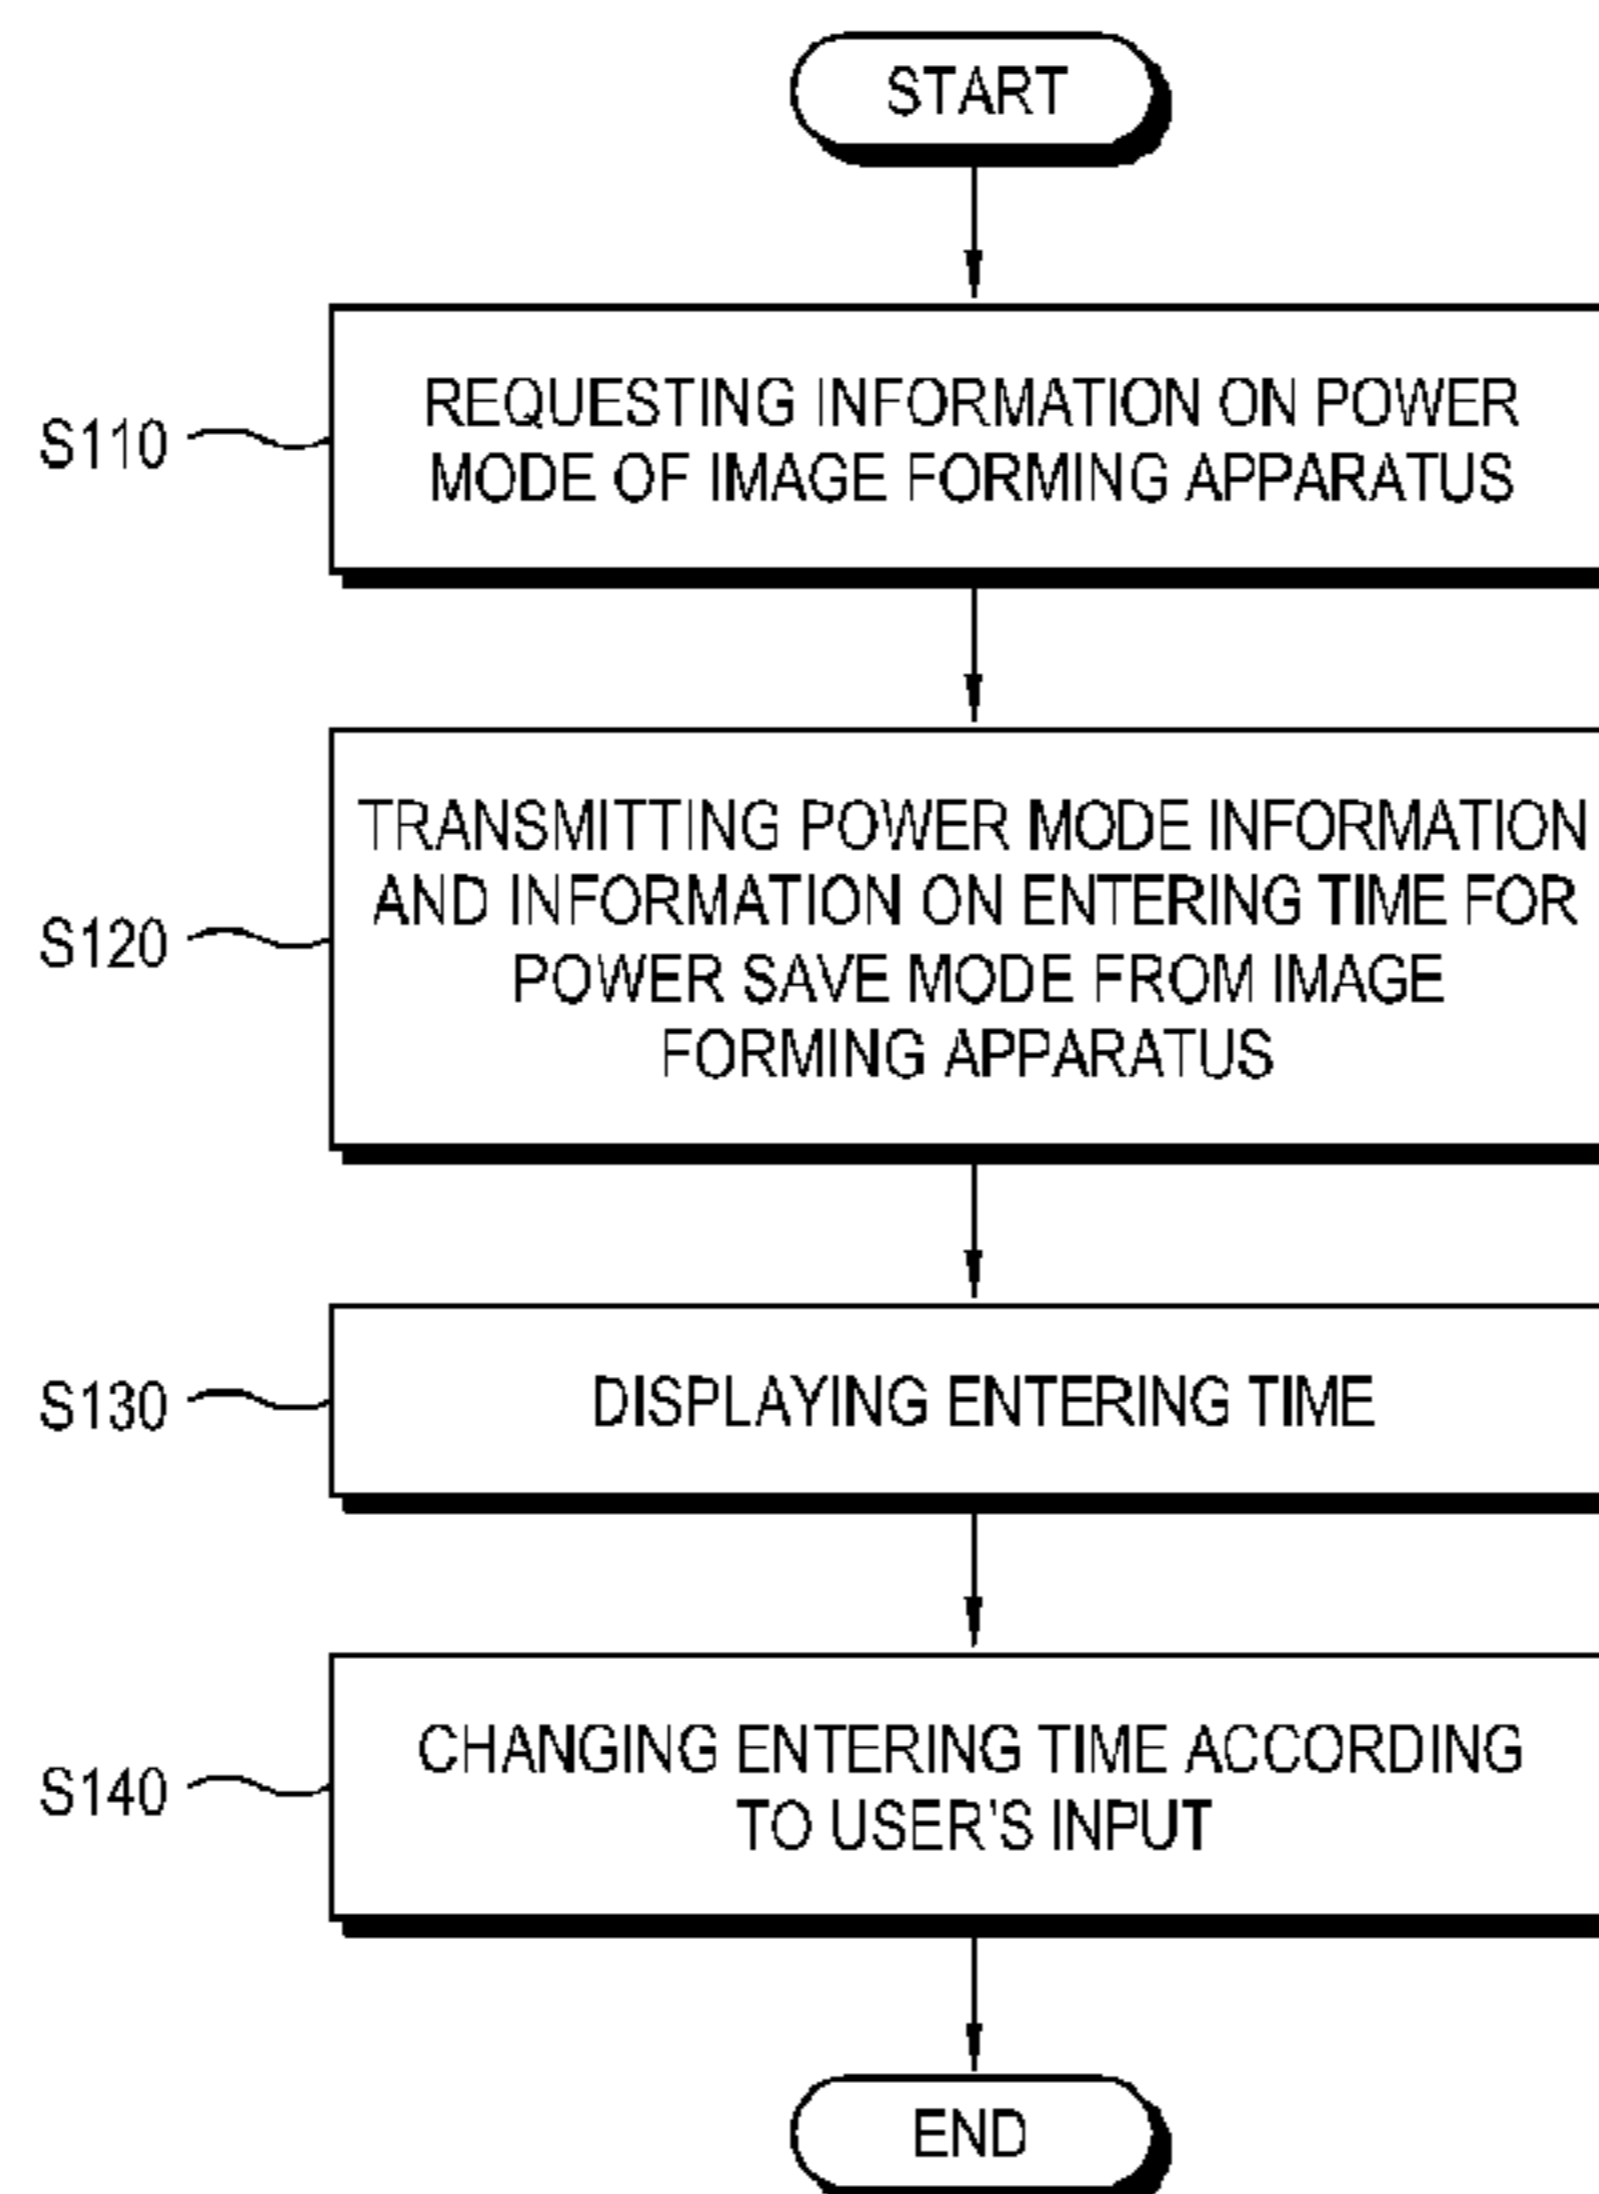 START
S110
REQUESTING INFORMATION ON POWER
MODE OF IMAGE FORMING APPARATUS
S120
TRANSMITTING POWER MODE INFORMATION
AND INFORMATION ON ENTERING TIME FOR
POWER SAVE MODE FROM IMAGE
FORMING APPARATUS
S130
DISPLAYING ENTERING TIME
S140
CHANGING ENTERING TIME ACCORDING
TO USER'S INPUT
END